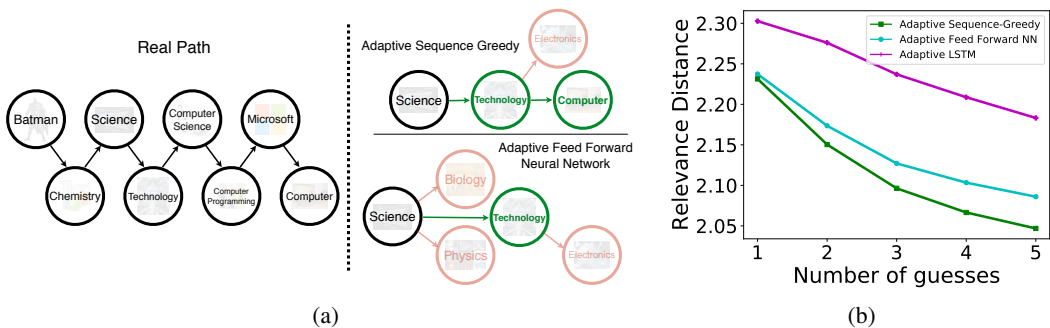 Real Path
Batman
Science
Computer
Science
Microsoft
Chemistry
Technology
Computer
Programming
Computer
Adaptive Sequence Greedy
Electronics
Science
Technology
Computer
Adaptive Feed Forward
Neural Network
Biology
Science
Technology
Physics
Electronics
(a)
Relevance Distance
2.30
2.25
2.20
2.15
2.10
2.05
Adaptive Sequence-Greedy
Adaptive Feed Forward NN
Adaptive LSTM
1 2 3 4 5
Number of guesses
(b)